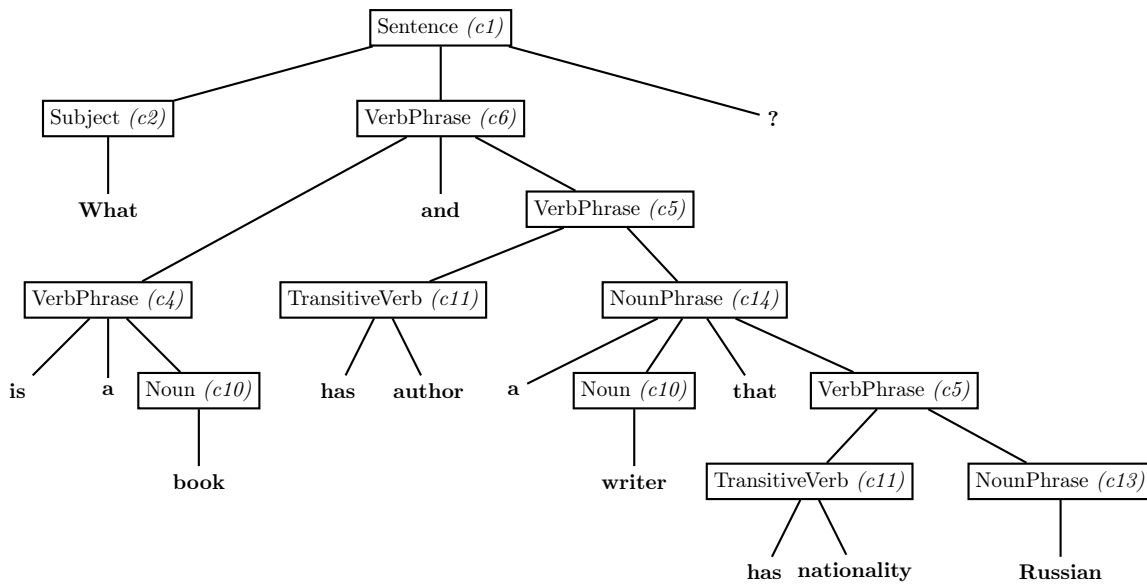 Sentence (c1)
Subject (c2) VerbPhrase (c6) ?
What and VerbPhrase (c5)
VerbPhrase (c4) TransitiveVerb (c11) NounPhrase (c14)
is a Noun (c10) has author a Noun (c10) that VerbPhrase (c5)
book writer TransitiveVerb (c11) NounPhrase (c13)
has nationality Russian